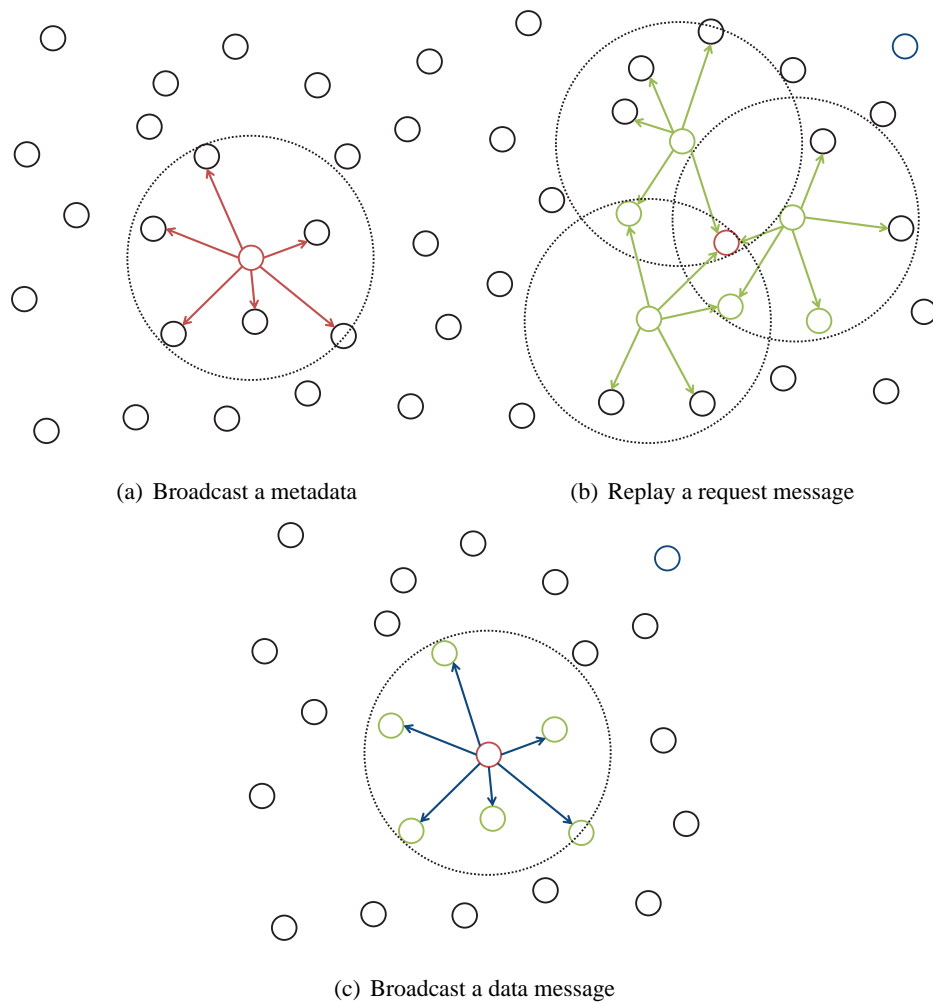 (a) Broadcast a metadata
(b) Replay a request message
(c) Broadcast a data message